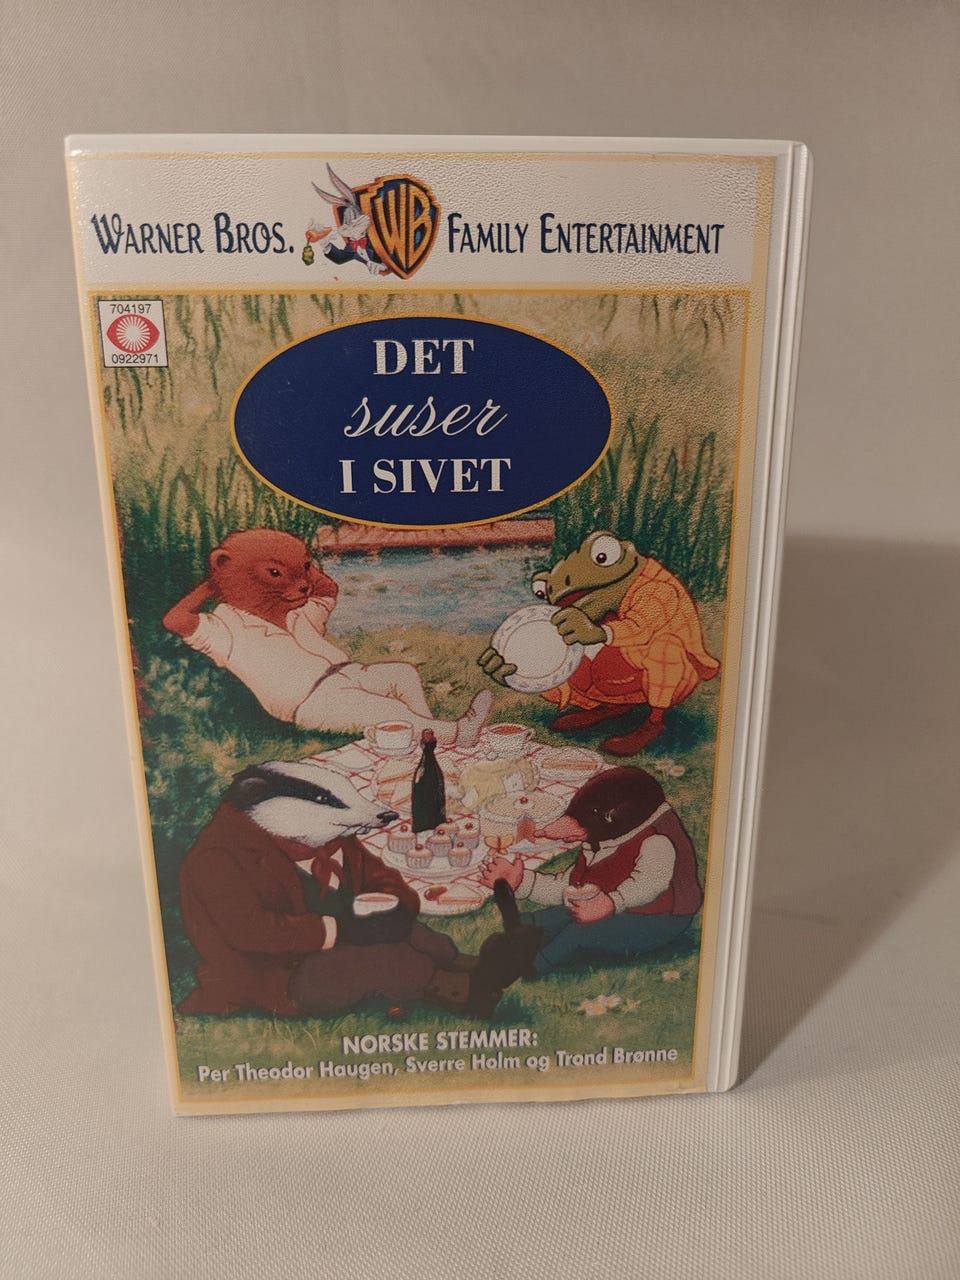 WARNER BROS. WB FAMILY ENTERTAINMENT
704197
0922971
DET
suser
I SIVET
NORSKE STEMMER:
Per Theodor Haugen, Sverre Holm og Trond Brønne